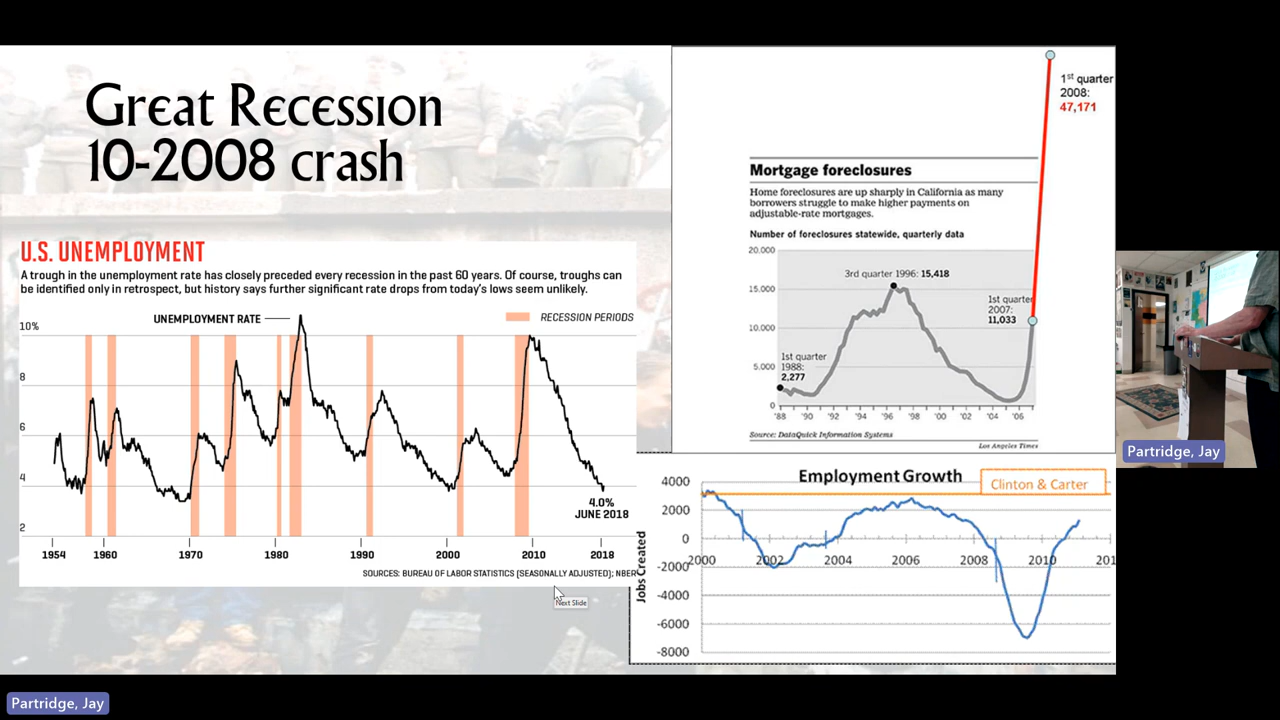 Great Recession
10-2008 crash
U.S. UNEMPLOYMENT
A trough in the unemployment rate has closely preceded every recession in the past 60 years. Of course, troughs can
be identified only in retrospect, but history says further significant rate drops from today's lows seem unlikely.
UNEMPLOYMENT RATE
RECESSION PERIODS
10%
8
6
4
2
4.0%
JUNE 2018
1954 1960 1970 1980 1990 2000 2010 2018
SOURCES: BUREAU OF LABOR STATISTICS (SEASONALLY ADJUSTED); NBER
Next Slide
1st quarter
2008:
47,171
Mortgage foreclosures
Home foreclosures are up sharply in California as many
borrowers struggle to make higher payments on
adjustable-rate mortgages.
Number of foreclosures statewide, quarterly data
20.000
15,000
10,000
5.000
0
3rd quarter 1996: 15,418
1st quarter
2007:
11,033
1st quarter
1988:
2,277
'88 '90 '92 '94 '96 '98 '00 '02 '04 '06
Source: DataQuick Information Systems
Los Angeles Times
Employment Growth
Clinton & Carter
Jobs Created
4000
2000
0
-2000
-4000
-6000
-8000
2000 2002 2004 2006 2008 2010 201
Partridge, Jay
Partridge, Jay